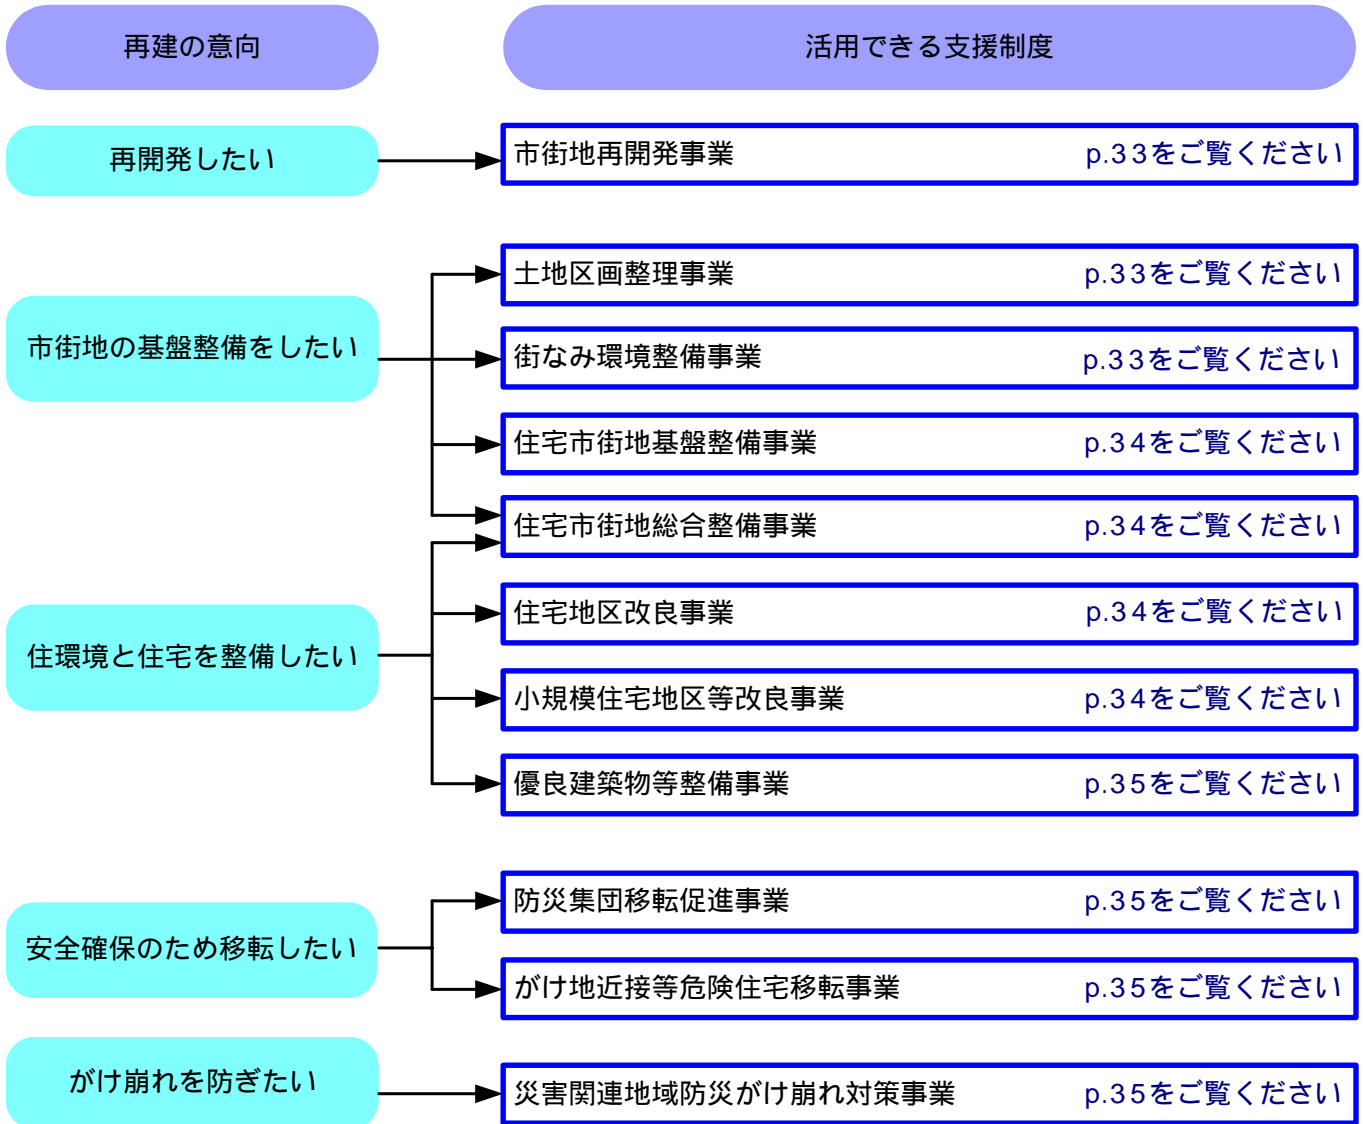 再建の意向
活用できる支援制度
再開発したい
市街地再開発事業 p.33をご覧ください
市街地の基盤整備をしたい
土地区画整理事業 p.33をご覧ください
街なみ環境整備事業 p.33をご覧ください
住宅市街地基盤整備事業 p.34をご覧ください
住宅市街地総合整備事業 p.34をご覧ください
住環境と住宅を整備したい
住宅地区改良事業 p.34をご覧ください
小規模住宅地区等改良事業 p.34をご覧ください
優良建築物等整備事業 p.35をご覧ください
安全確保のため移転したい
防災集団移転促進事業 p.35をご覧ください
がけ地近接等危険住宅移転事業 p.35をご覧ください
がけ崩れを防ぎたい
災害関連地域防災がけ崩れ対策事業 p.35をご覧ください